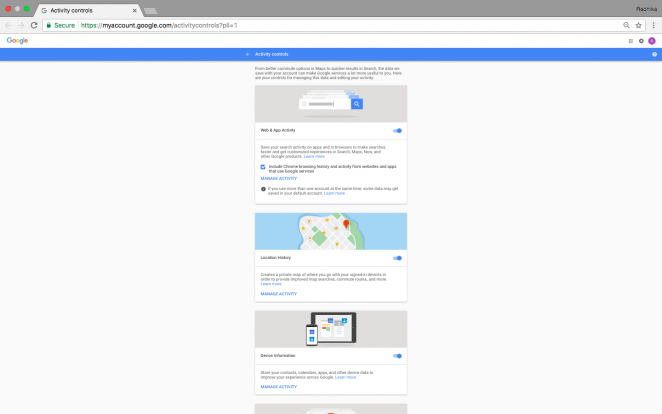 Activity controls
Radhika
Secure
https://myaccount.google.com/activitycontrols?pli=1
Google
Activity controls
From better commute options in Maps to quicker results in Search, the data we
save with your account can make Google services a lot more useful to you. Here
are your controls for managing this data and editing your activity.
Web & App Activity
Save your search activity on apps and in browsers to make searches
faster and get customized experiences in Search, Maps, Now, and
other Google products. Learn more
Include Chrome browsing history and activity from websites and apps
that use Google services
MANAGE ACTIVITY
If you use more than one account at the same time, some data may get
saved in your default account. Learn more
Location History
Creates a private map of where you go with your signed-in devices in
order to provide improved map searches, commute routes, and more.
Learn more
MANAGE ACTIVITY
Device Information
Store your contacts, calendars, apps, and other device data to
improve your experience across Google. Learn more
MANAGE ACTIVITY